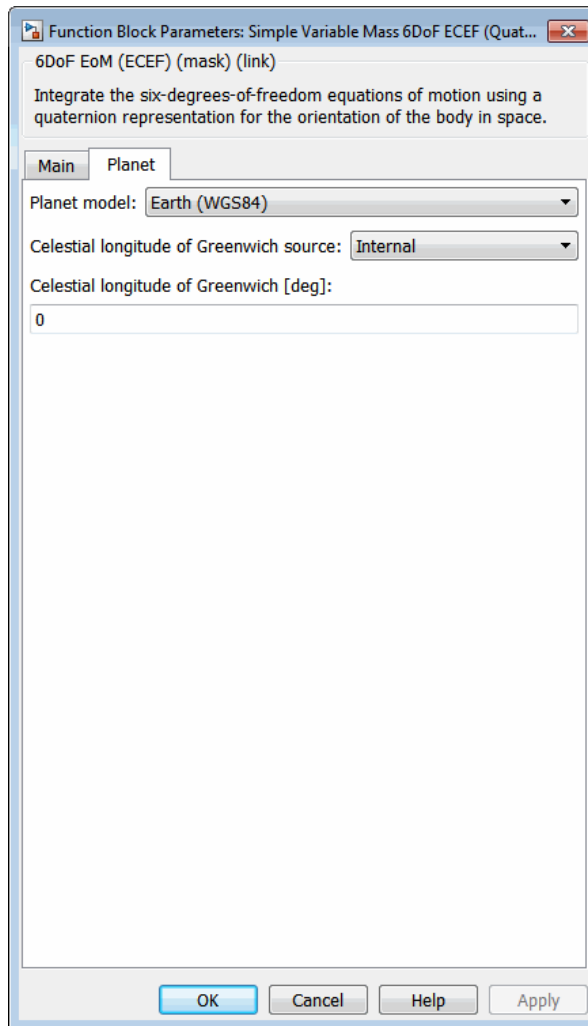 Function Block Parameters: Simple Variable Mass 6DoF ECEF (Quat...
6DoF EoM (ECEF) (mask) (link)
Integrate the six-degrees-of-freedom equations of motion using a
quaternion representation for the orientation of the body in space.
Main Planet
Planet model: Earth (WGS84)
Celestial longitude of Greenwich source: Internal
Celestial longitude of Greenwich [deg]:
0
OK Cancel Help Apply